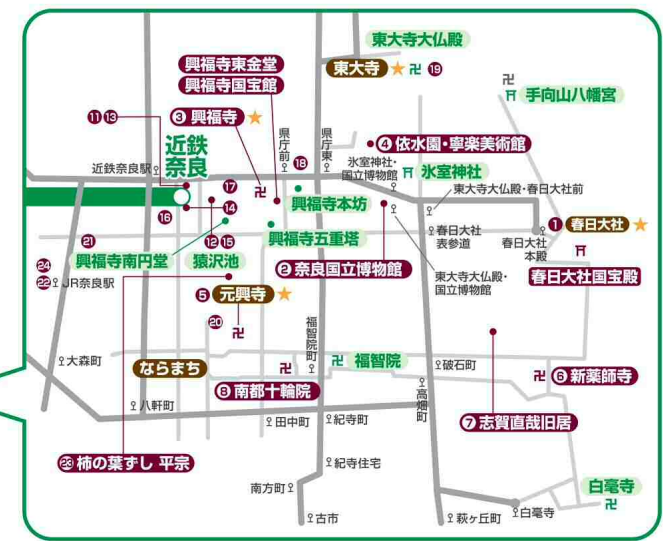 東大寺大仏殿
興福寺東金堂
興福寺国宝館
東大寺
⑲
手向山八幡宮
⑪⑬
③興福寺
近鉄
奈良
県庁前
県庁東
⑱
④依水園・寧楽美術館
近鉄奈良駅
氷室神社・
国立博物館
氷室神社
東大寺大仏殿・春日大社前
⑰
⑭
⑯
興福寺本坊
春日大社
表参道
①春日大社
春日大社
本殿
㉑
⑫⑮
興福寺五重塔
興福寺南円堂
猿沢池
②奈良国立博物館
東大寺大仏殿・
国立博物館
春日大社国宝殿
㉔
㉒
JR奈良駅
⑤元興寺
⑳
福智院町
大森町
ならまち
福智院
破石町
⑧南都十輪院
⑥新薬師寺
高畑町
八軒町
田中町
紀寺町
⑦志賀直哉旧居
㉓柿の葉ずし 平宗
紀寺住宅
南方町
白毫寺
古市
萩ヶ丘町
白毫寺